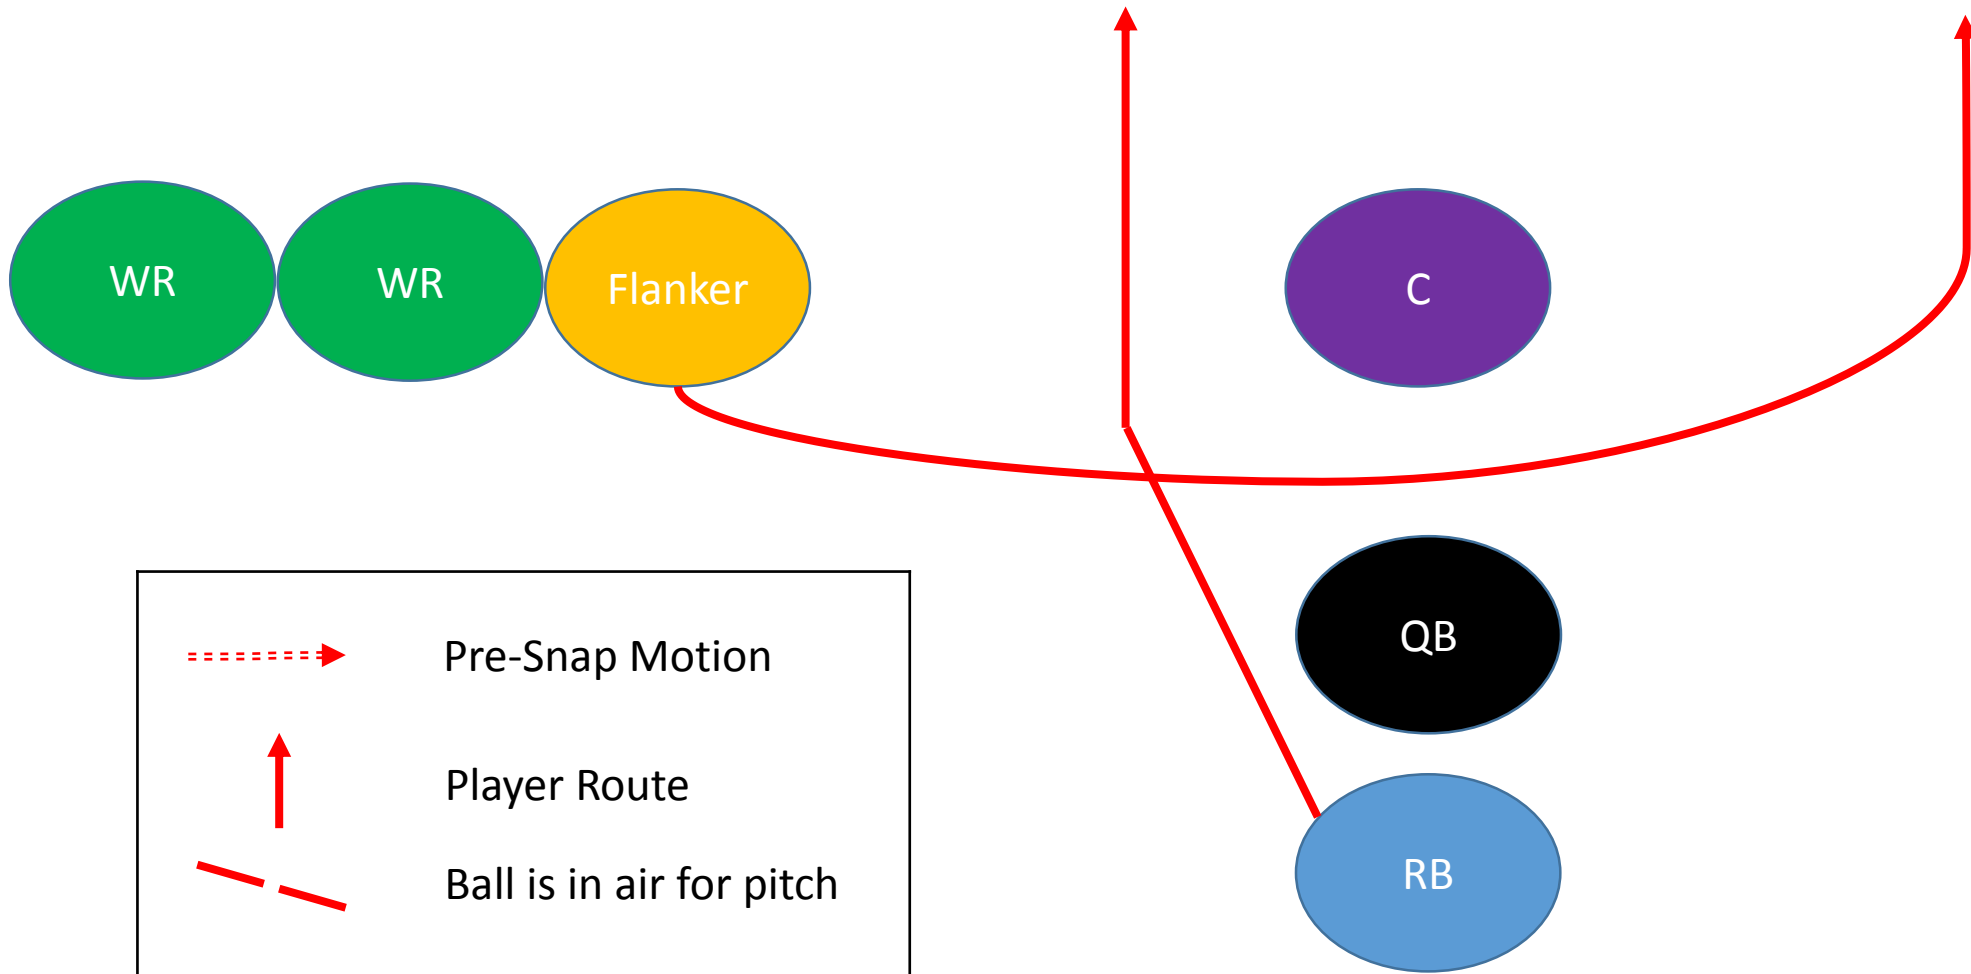 WR
WR
Flanker
C
QB
RB
Pre-Snap Motion
Player Route
Ball is in air for pitch